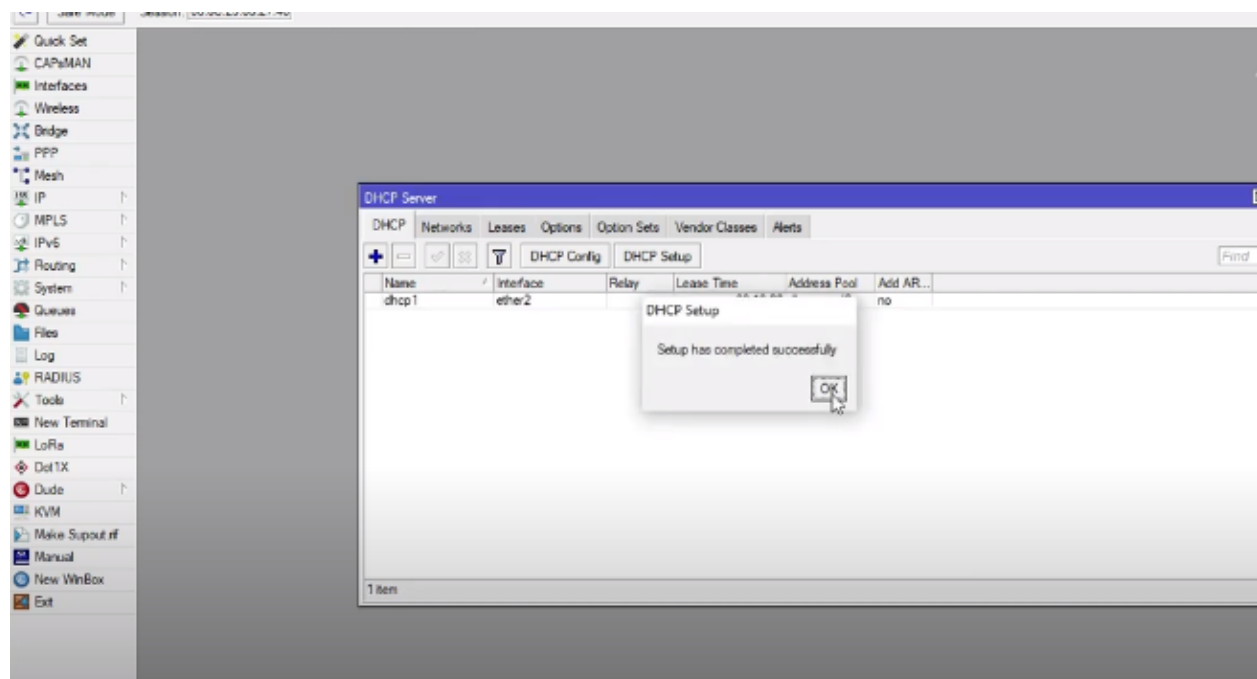 Safe Mode Session:
Quick Set
CAPsMAN
Interfaces
Wireless
Bridge
PPP
Mesh
IP
MPLS
IPv6
Routing
System
Queues
Files
Log
RADIUS
Tools
New Terminal
LoRa
Dot1X
Dude
KVM
Make Supout.rif
Manual
New WinBox
Exit
DHCP Server
DHCP Networks Leases Options Option Sets Vendor Classes Alerts
DHCP Config DHCP Setup Find
Name Interface Relay Lease Time Address Pool Add AR...
dhcp1 ether2 no
DHCP Setup
Setup has completed successfully
OK
1 item